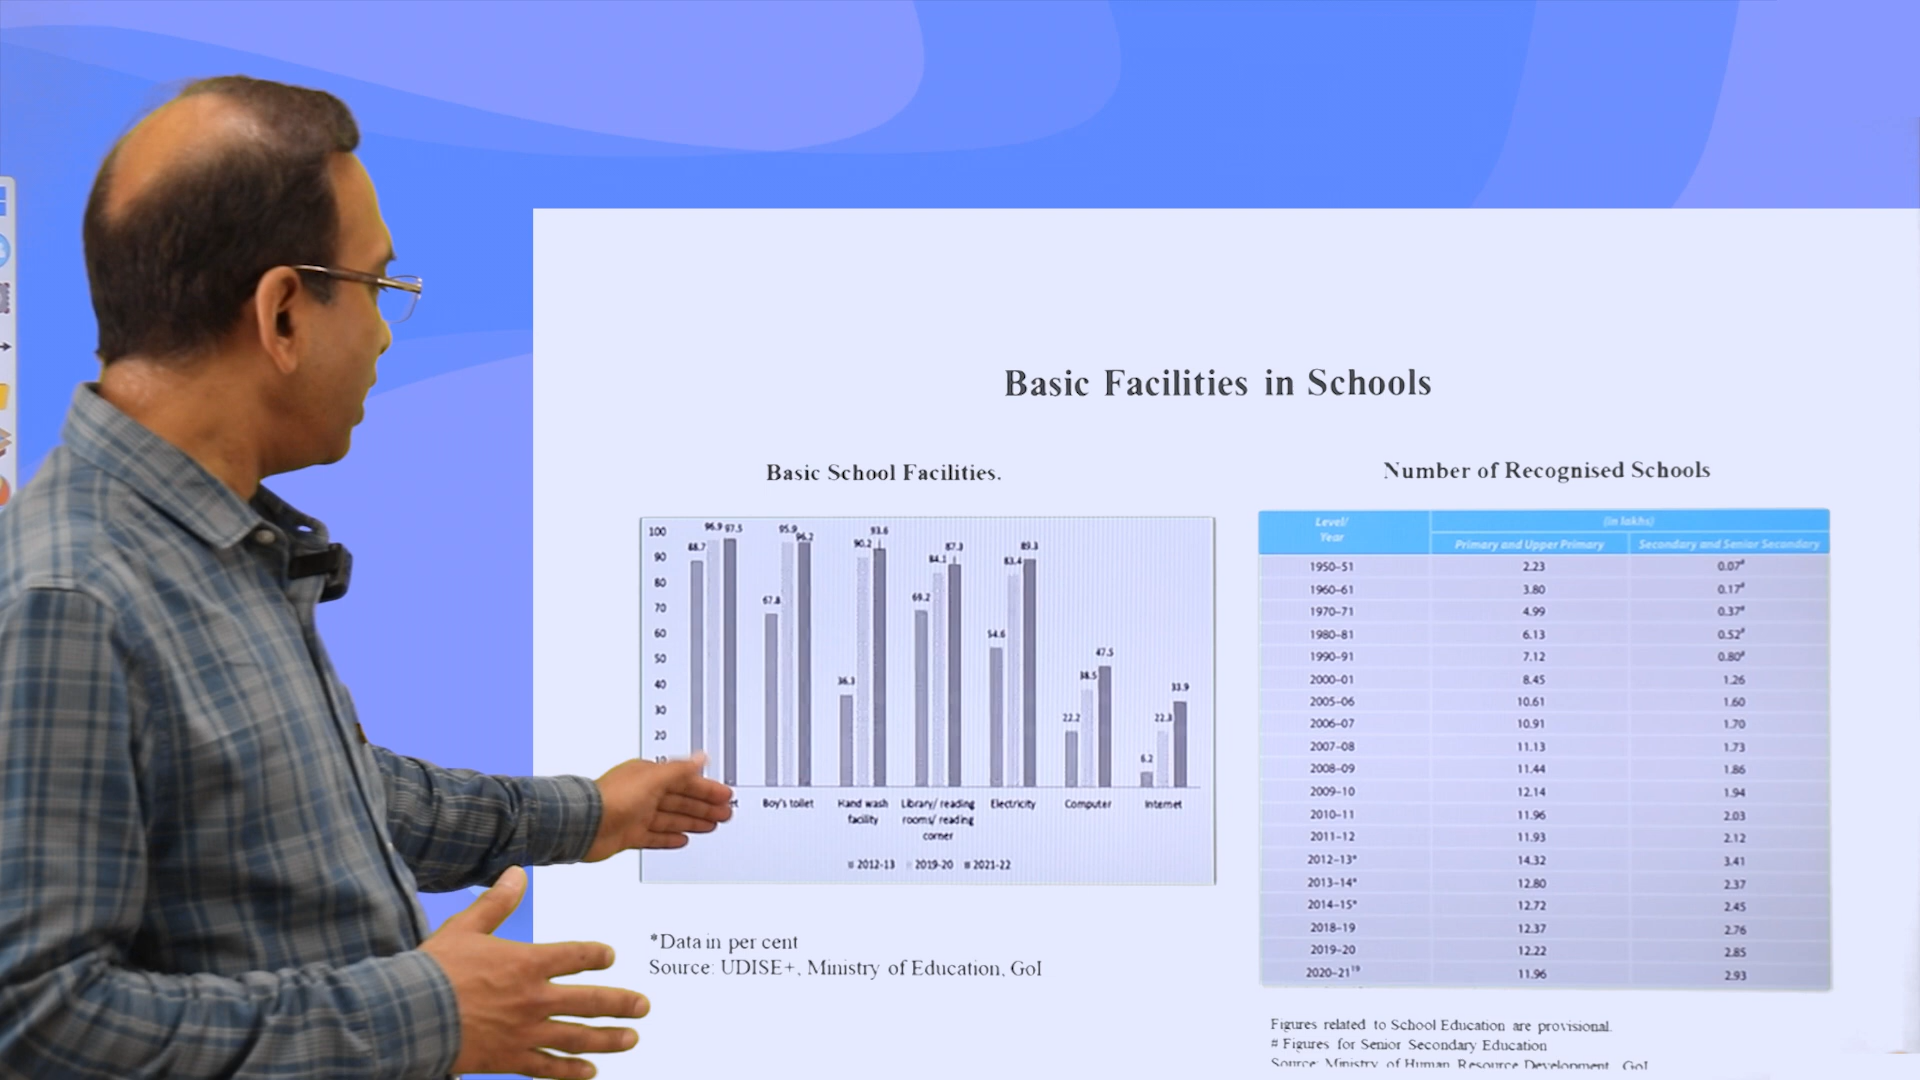 Basic Facilities in Schools
Basic School Facilities.
100
90
80
70
60
50
40
30
20
88.7 96.9 97.5
67.8 95.9 96.2
36.3 90.2 93.6
69.2 84.1 87.3
54.6 83.4 89.3
22.2 38.5 47.5
6.2 22.3 33.9
Boy's toilet Hand wash facility Library/ reading rooms/ reading corner Electricity Computer Internet
2012-13 2019-20 2021-22
*Data in per cent
Source: UDISE+, Ministry of Education, GoI
Number of Recognised Schools
Level/ Year (in lakhs)
Primary and Upper Primary Secondary and Senior Secondary
1950–51 2.23 0.07#
1960–61 3.80 0.17#
1970–71 4.99 0.37#
1980–81 6.13 0.52#
1990–91 7.12 0.80#
2000–01 8.45 1.26
2005–06 10.61 1.60
2006–07 10.91 1.70
2007–08 11.13 1.73
2008–09 11.44 1.86
2009–10 12.14 1.94
2010–11 11.96 2.03
2011–12 11.93 2.12
2012–13* 14.32 3.41
2013–14* 12.80 2.37
2014–15* 12.72 2.45
2018–19 12.37 2.76
2019–20 12.22 2.85
2020–21¹⁹ 11.96 2.93
Figures related to School Education are provisional.
# Figures for Senior Secondary Education
Source: Ministry of Human Resource Development, GoI